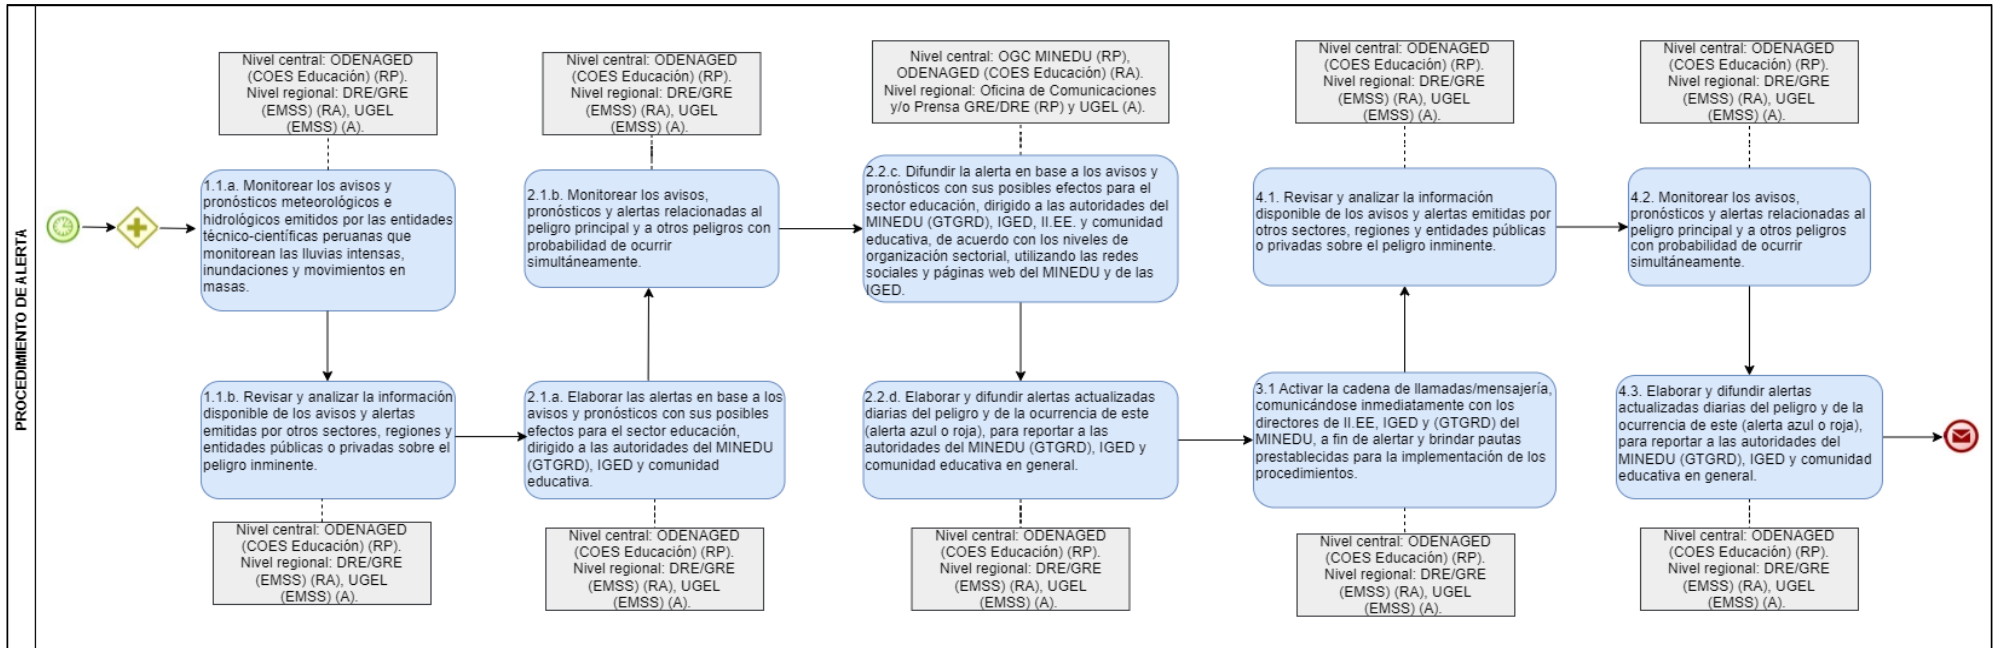 PROCEDIMIENTO DE ALERTA
Nivel central: ODENAGED
(COES Educación) (RP).
Nivel regional: DRE/GRE
(EMSS) (RA), UGEL
(EMSS) (A).
1.1.a. Monitorear los avisos y
pronósticos meteorológicos e
hidrológicos emitidos por las entidades
técnico-científicas peruanas que
monitorean las lluvias intensas,
inundaciones y movimientos en
masas.
1.1.b. Revisar y analizar la información
disponible de los avisos y alertas
emitidas por otros sectores, regiones y
entidades públicas o privadas sobre el
peligro inminente.
Nivel central: ODENAGED
(COES Educación) (RP).
Nivel regional: DRE/GRE
(EMSS) (RA), UGEL
(EMSS) (A).
2.1.a. Elaborar las alertas en base a los
avisos y pronósticos con sus posibles
efectos para el sector educación,
dirigido a las autoridades del MINEDU
(GTGRD), IGED y comunidad
educativa.
Nivel central: ODENAGED
(COES Educación) (RP).
Nivel regional: DRE/GRE
(EMSS) (RA), UGEL
(EMSS) (A).
Nivel central: ODENAGED
(COES Educación) (RP).
Nivel regional: DRE/GRE
(EMSS) (RA), UGEL
(EMSS) (A).
2.1.b. Monitorear los avisos,
pronósticos y alertas relacionadas al
peligro principal y a otros peligros con
probabilidad de ocurrir
simultáneamente.
Nivel central: OGC MINEDU (RP),
ODENAGED (COES Educación) (RA).
Nivel regional: Oficina de Comunicaciones
y/o Prensa GRE/DRE (RP) y UGEL (A).
2.2.c. Difundir la alerta en base a los avisos y
pronósticos con sus posibles efectos para el
sector educación, dirigido a las autoridades del
MINEDU (GTGRD), IGED, II.EE. y comunidad
educativa, de acuerdo con los niveles de
organización sectorial, utilizando las redes
sociales y páginas web del MINEDU y de las
IGED.
2.2.d. Elaborar y difundir alertas actualizadas
diarias del peligro y de la ocurrencia de este
(alerta azul o roja), para reportar a las
autoridades del MINEDU (GTGRD), IGED y
comunidad educativa en general.
Nivel central: ODENAGED
(COES Educación) (RP).
Nivel regional: DRE/GRE
(EMSS) (RA), UGEL
(EMSS) (A).
3.1 Activar la cadena de llamadas/mensajería,
comunicándose inmediatamente con los
directores de II.EE, IGED y (GTGRD) del
MINEDU, a fin de alertar y brindar pautas
prestablecidas para la implementación de los
procedimientos.
Nivel central: ODENAGED
(COES Educación) (RP).
Nivel regional: DRE/GRE
(EMSS) (RA), UGEL
(EMSS) (A).
Nivel central: ODENAGED
(COES Educación) (RP).
Nivel regional: DRE/GRE
(EMSS) (RA), UGEL
(EMSS) (A).
4.1. Revisar y analizar la información
disponible de los avisos y alertas emitidas por
otros sectores, regiones y entidades públicas
o privadas sobre el peligro inminente.
Nivel central: ODENAGED
(COES Educación) (RP).
Nivel regional: DRE/GRE
(EMSS) (RA), UGEL
(EMSS) (A).
4.2. Monitorear los avisos,
pronósticos y alertas relacionadas al
peligro principal y a otros peligros
con probabilidad de ocurrir
simultáneamente.
4.3. Elaborar y difundir alertas
actualizadas diarias del peligro y de la
ocurrencia de este (alerta azul o roja),
para reportar a las autoridades del
MINEDU (GTGRD), IGED y comunidad
educativa en general.
Nivel central: ODENAGED
(COES Educación) (RP).
Nivel regional: DRE/GRE
(EMSS) (RA), UGEL
(EMSS) (A).